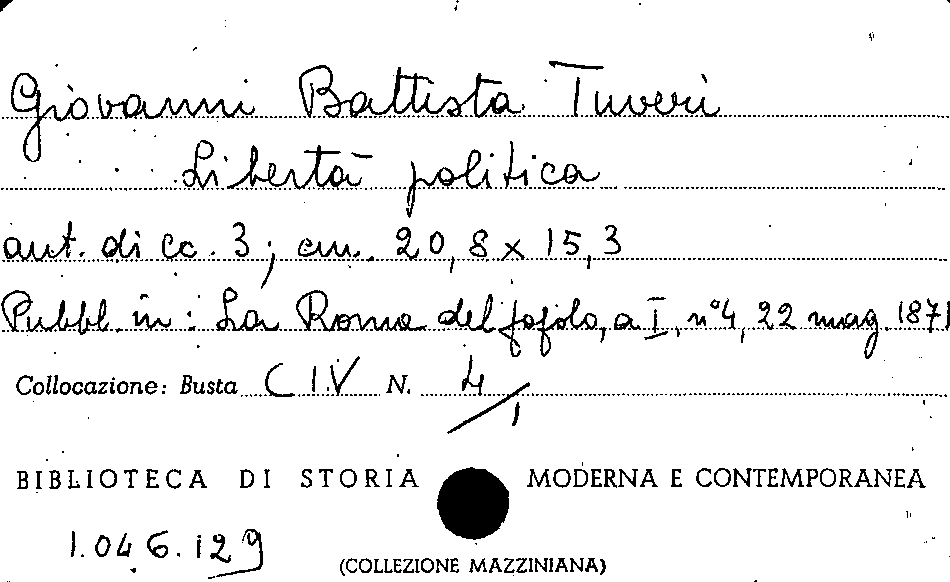 Giovanni Battista Tuveri
Libertà politica
aut. di cc. 3; cm. 20,8 x 15,3
Pubbl. in: La Roma del popolo, a I, n° 4, 22 mag. 1871
Collocazione: Busta CIV N. 4/1
BIBLIOTECA DI STORIA MODERNA E CONTEMPORANEA
1.046.129
(COLLEZIONE MAZZINIANA)